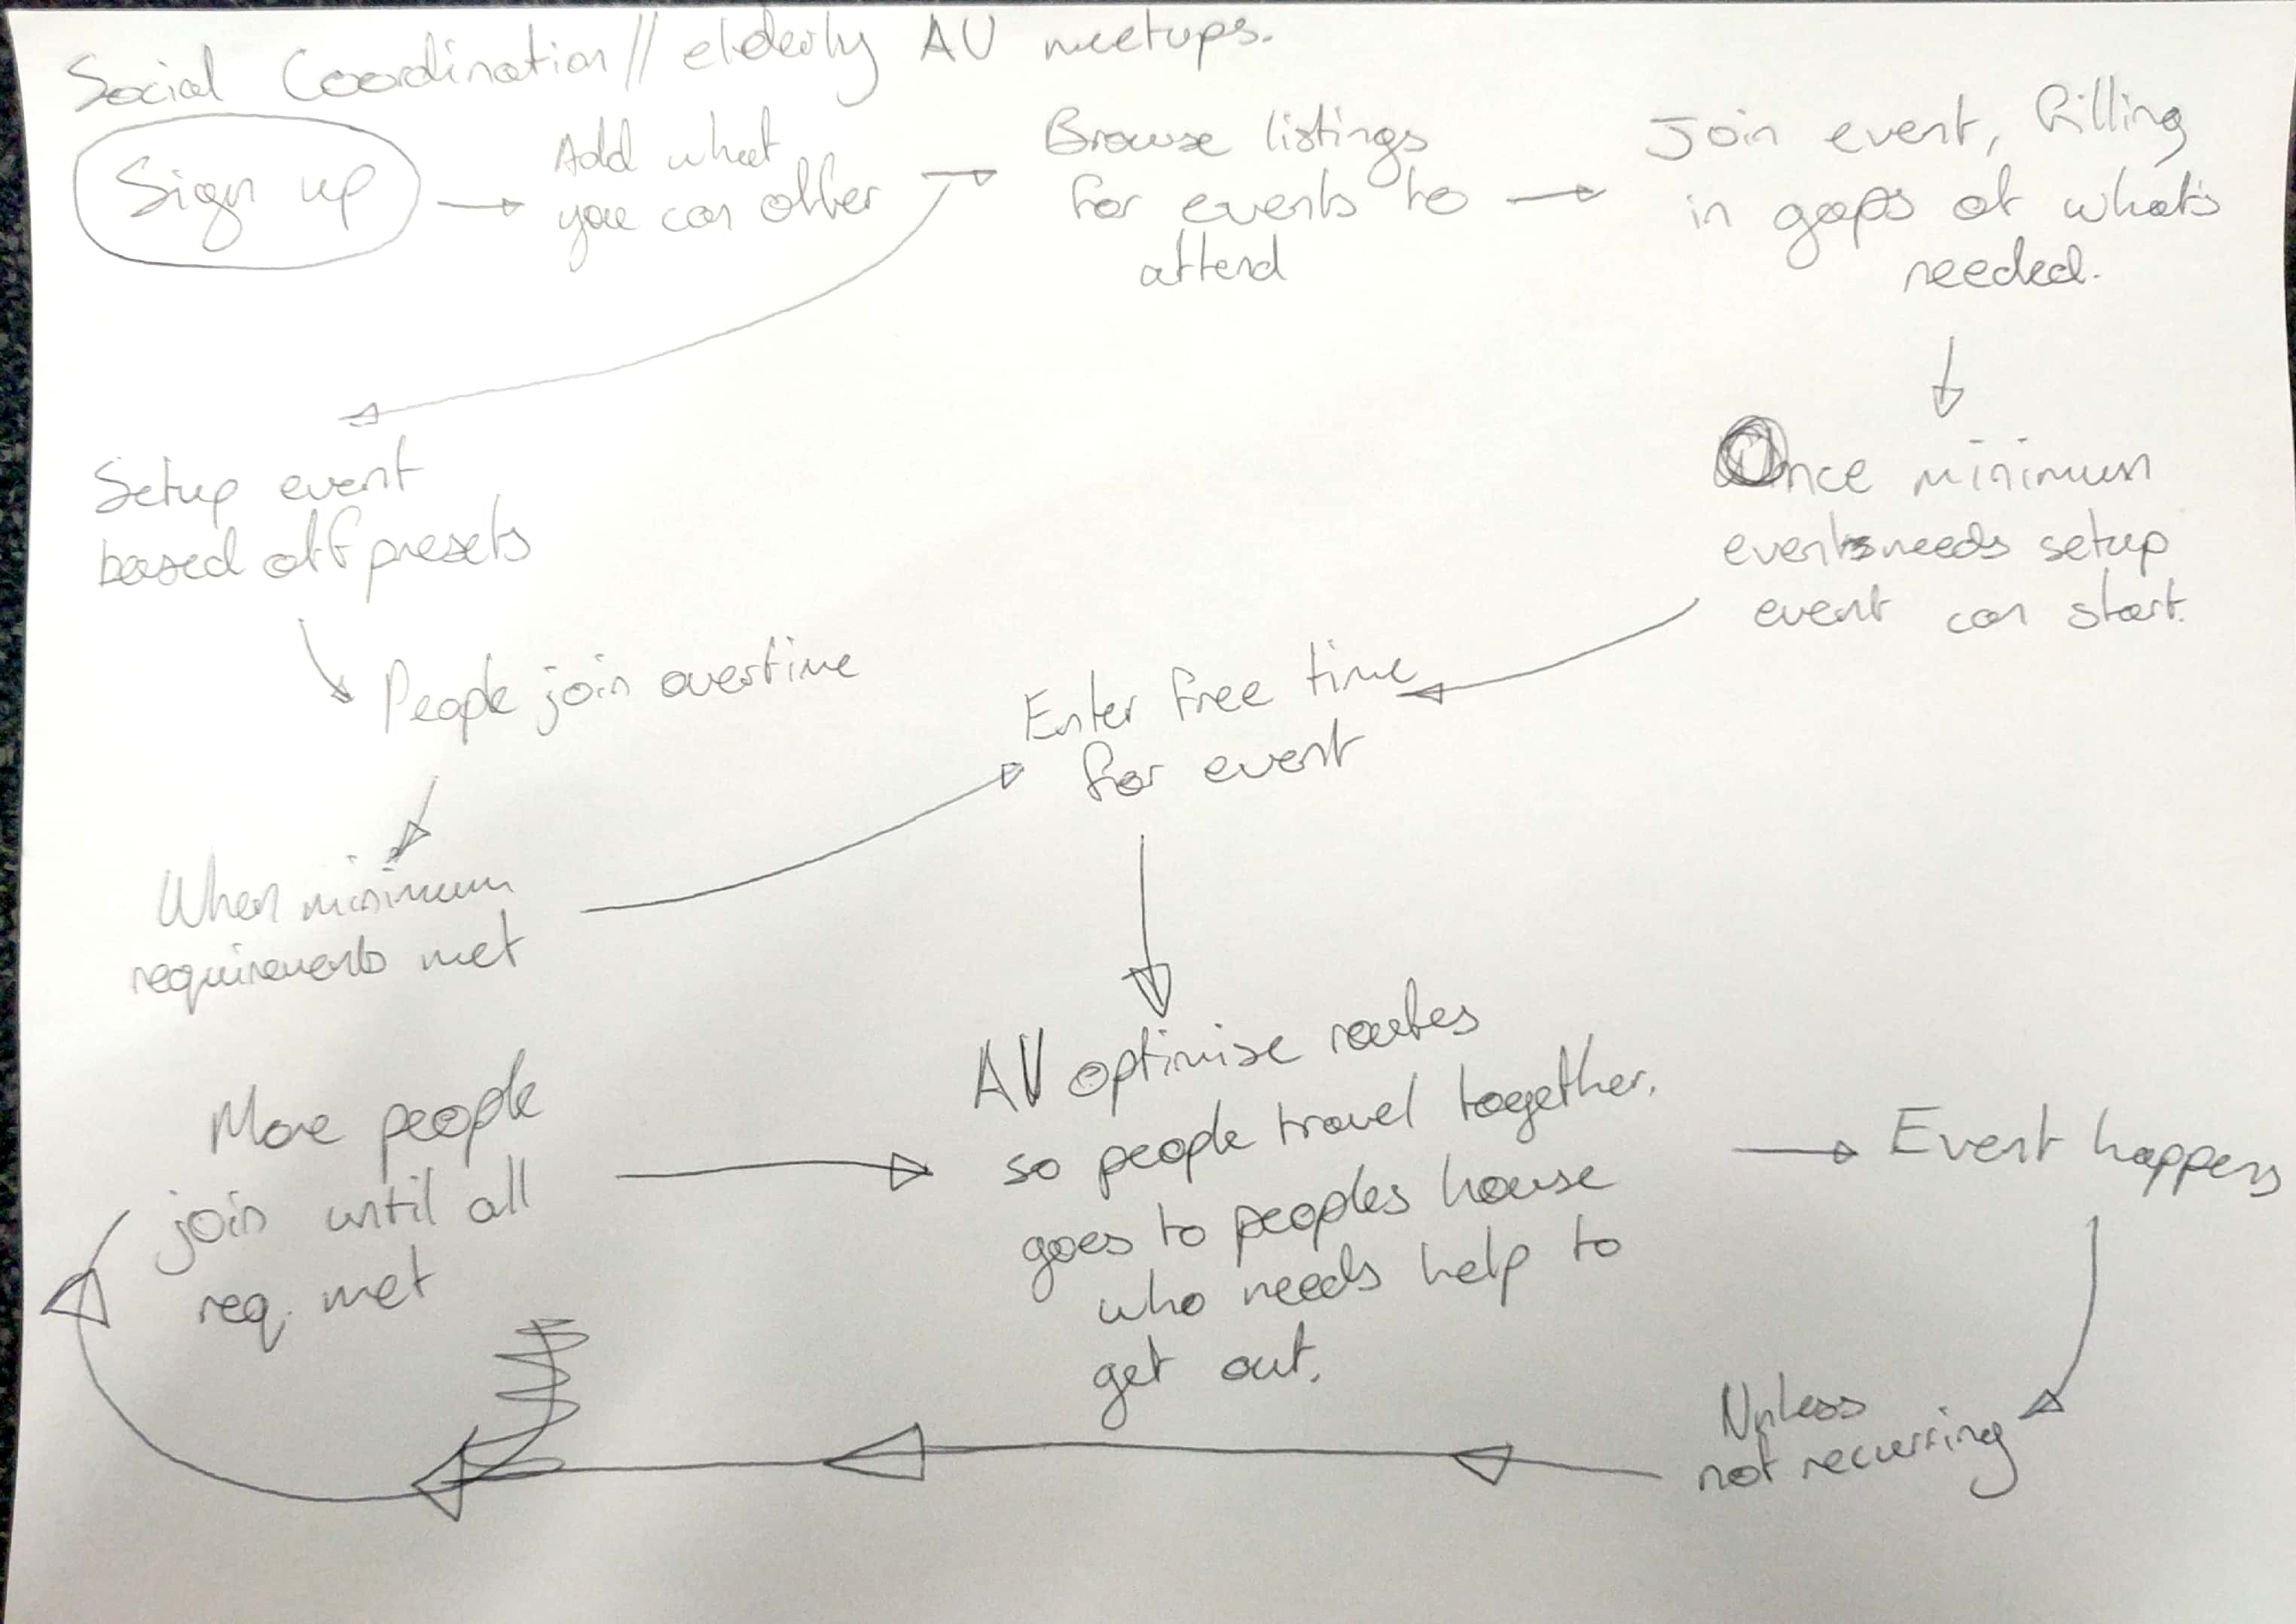 Social Coordination // elderly AV meetups.
Sign up
Add what
you can offer
Browse listings
for events to
attend
Join event, filling
in gaps of what's
needed.
Once minimum
events needs setup
event can start.
Setup event
based off presets
People join overtime
When minimum
requirements met
Enter free time
for event
AV optimise routes
so people travel together.
goes to peoples house
who needs help to
get out.
More people
join until all
req. met
Event happens
Unless
not recurring